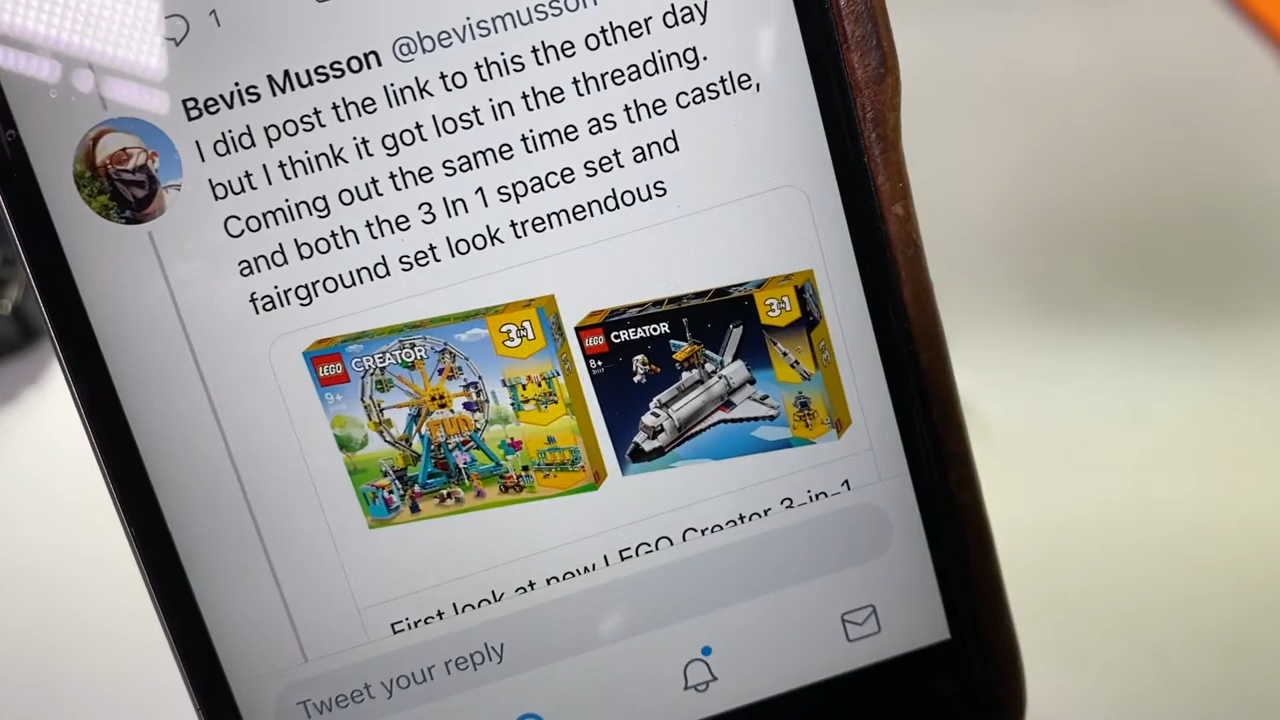 1
Bevis Musson @bevismusson
I did post the link to this the other day
but I think it got lost in the threading.
Coming out the same time as the castle,
and both the 3 In 1 space set and
fairground set look tremendous
LEGO CREATOR 3in1
9+
FUN
LEGO CREATOR 3in1
8+
31117
First look at new LEGO Creator 3-in-1
Tweet your reply